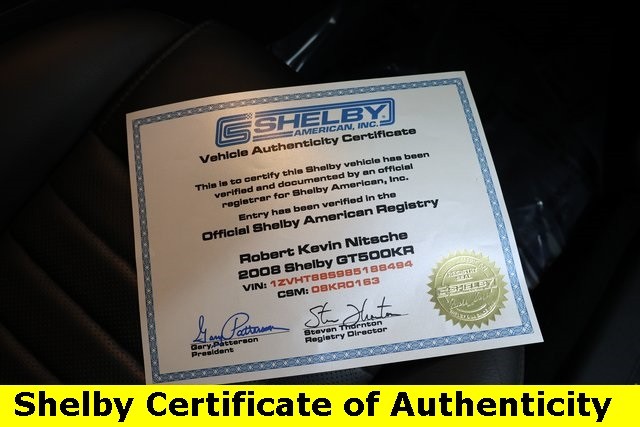 SHELBY
AMERICAN, INC.
Vehicle Authenticity Certificate
This is to certify this Shelby vehicle has been
verified and documented by an official
registrar for Shelby American, Inc.
Entry has been verified in the
Official Shelby American Registry
Robert Kevin Nitsche
2008 Shelby GT500KR
VIN: 1ZVHT88S985188494
CSM: 08KR0163
Gary Patterson
Steven Thornton
President
Registry Director
SHELBY
Shelby Certificate of Authenticity